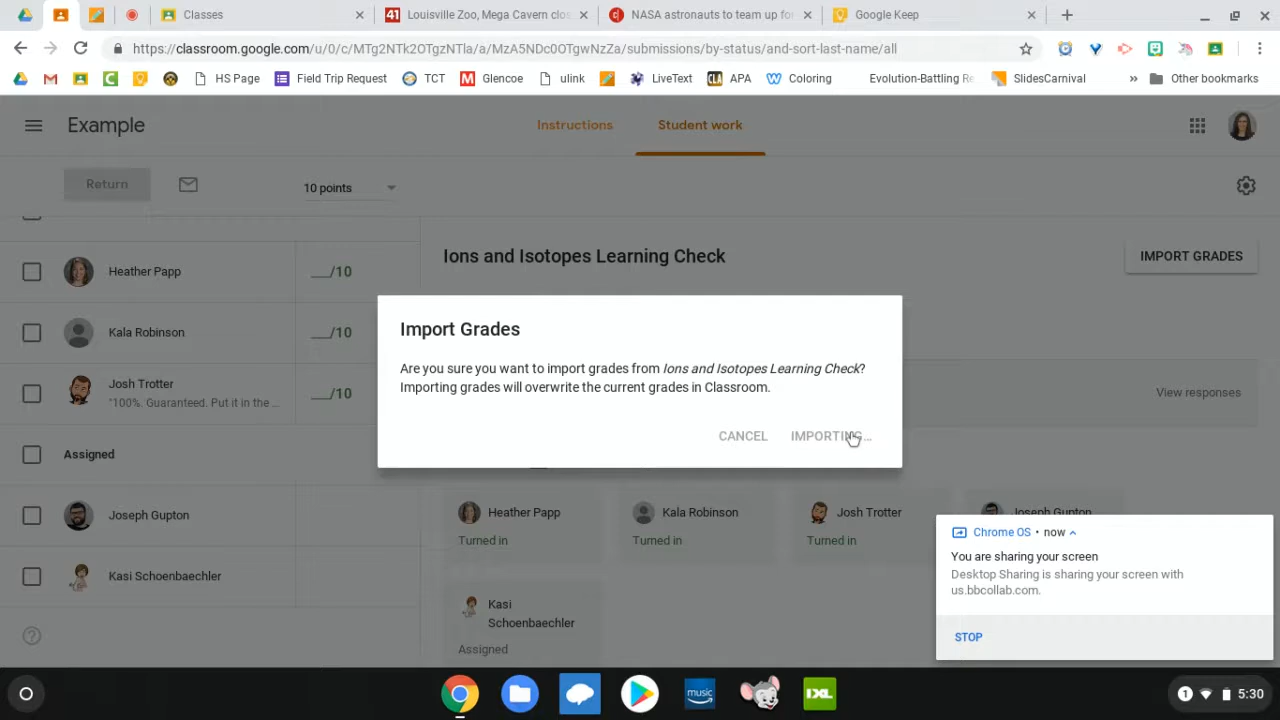 Classes
Louisville Zoo, Mega Cavern close
NASA astronauts to team up for
Google Keep
https://classroom.google.com/u/0/c/MTg2NTk2OTgzNTla/a/MzA5NDc0OTgwNzZa/submissions/by-status/and-sort-last-name/all
HS Page
Field Trip Request
TCT
Glencoe
ulink
LiveText
APA
Coloring
Evolution-Battling Re
SlidesCarnival
»
Other bookmarks
Example
Instructions
Student work
Return
10 points
Ions and Isotopes Learning Check
IMPORT GRADES
Heather Papp
__/10
Kala Robinson
__/10
Josh Trotter
"100%. Guaranteed. Put it in the ...
__/10
View responses
Import Grades
Are you sure you want to import grades from Ions and Isotopes Learning Check?
Importing grades will overwrite the current grades in Classroom.
CANCEL
IMPORTING...
Assigned
Joseph Gupton
Kasi Schoenbaechler
Heather Papp
Turned in
Kala Robinson
Turned in
Josh Trotter
Turned in
Joseph Gupton
Kasi
Schoenbaechler
Assigned
Chrome OS • now
You are sharing your screen
Desktop Sharing is sharing your screen with
us.bbcollab.com.
STOP
music
IXL
1
5:30